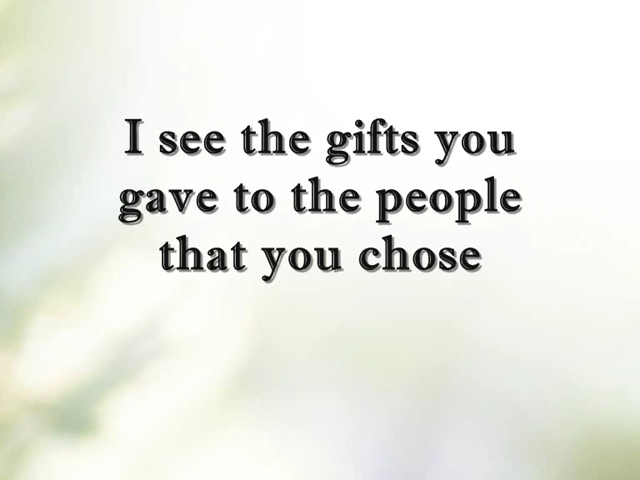 I see the gifts you
gave to the people
that you chose